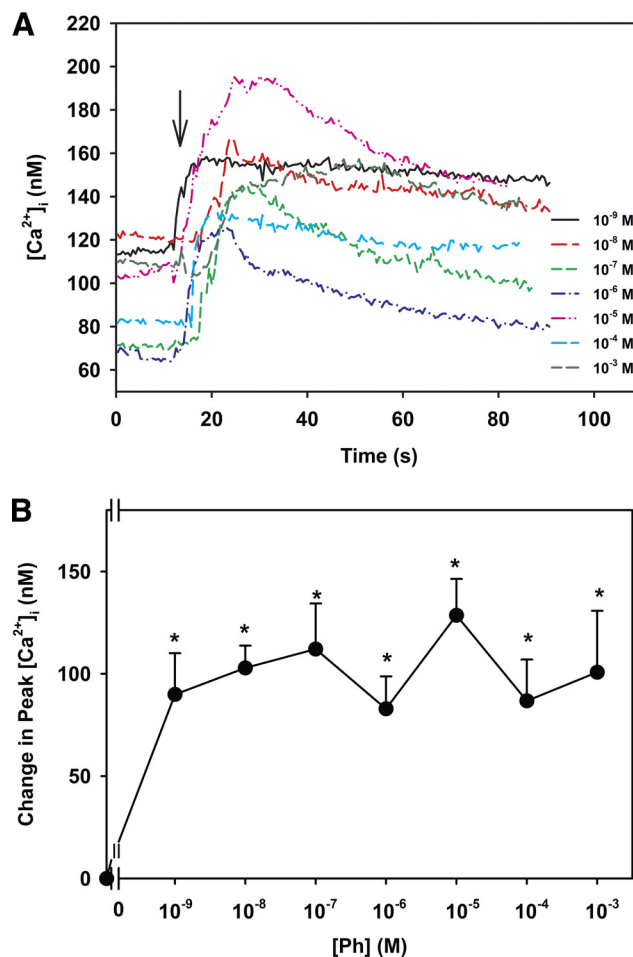 A
220
200
180
160
140
120
100
80
60
[Ca²⁺]ᵢ (nM)
0 20 40 60 80 100
Time (s)
10⁻⁹ M
10⁻⁸ M
10⁻⁷ M
10⁻⁶ M
10⁻⁵ M
10⁻⁴ M
10⁻³ M
B
150
100
50
0
Change in Peak [Ca²⁺]ᵢ (nM)
* * * * * * *
0 10⁻⁹ 10⁻⁸ 10⁻⁷ 10⁻⁶ 10⁻⁵ 10⁻⁴ 10⁻³
[Ph] (M)